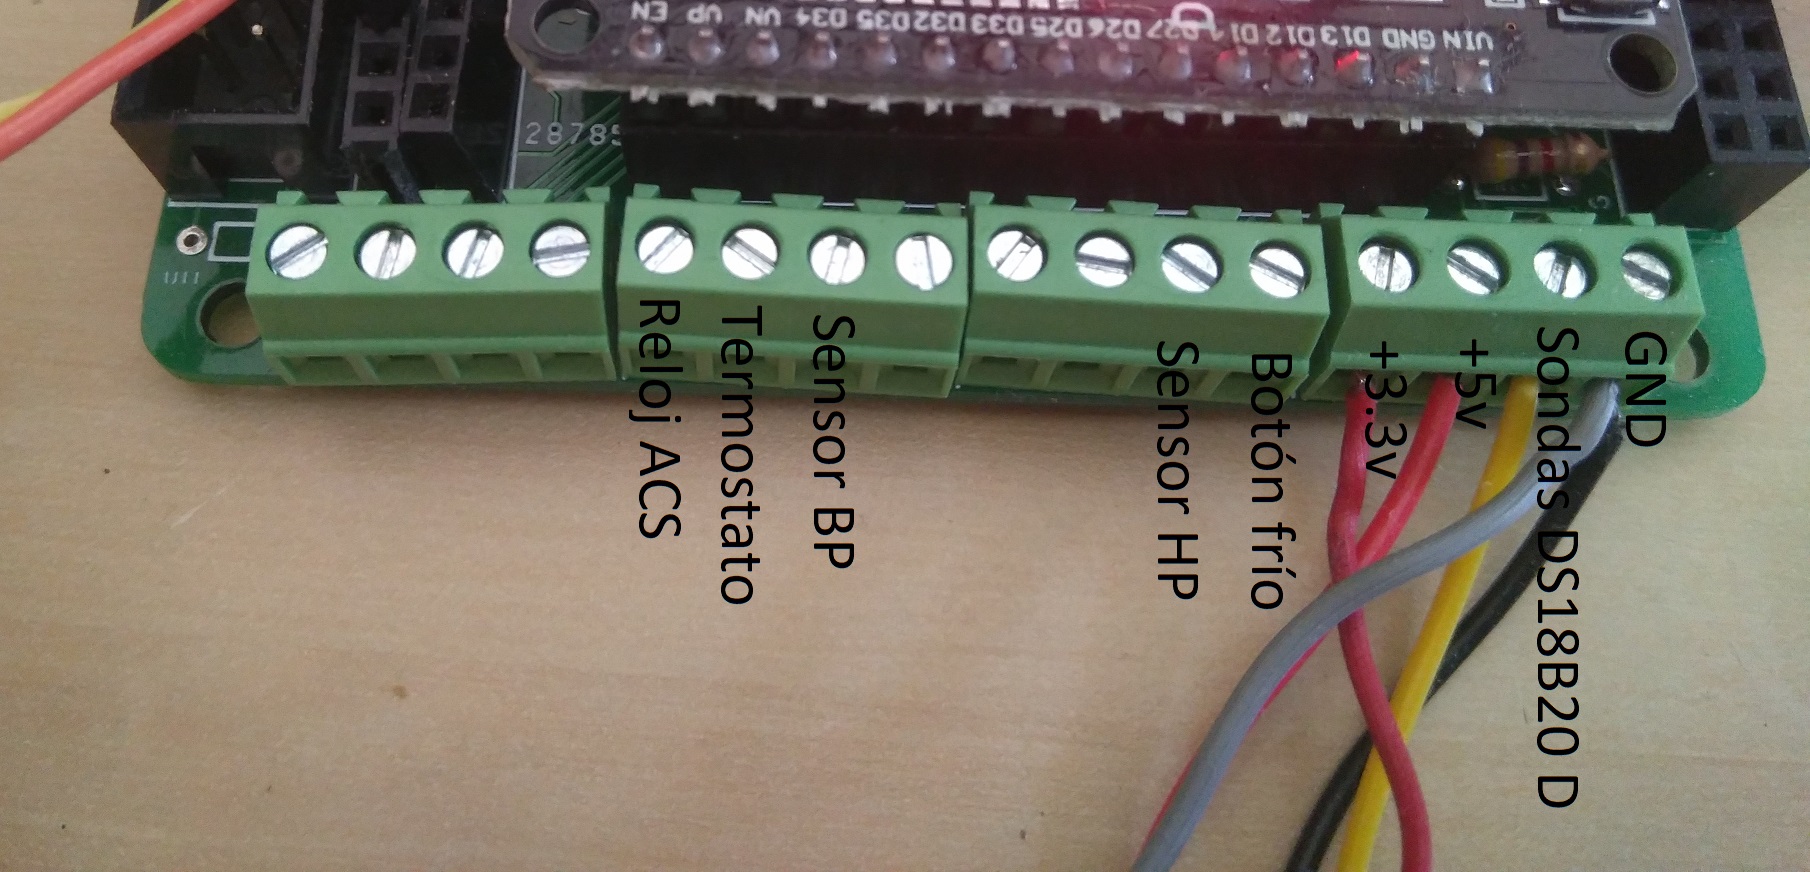 EN VP VN D34 D35 D32 D33 D25 D26 D27 D12 D13 GND VIN
28785
Reloj ACS
Termostato
Sensor BP
Sensor HP
Botón frío
+3.3v
+5v
Sondas DS18B20 D
GND